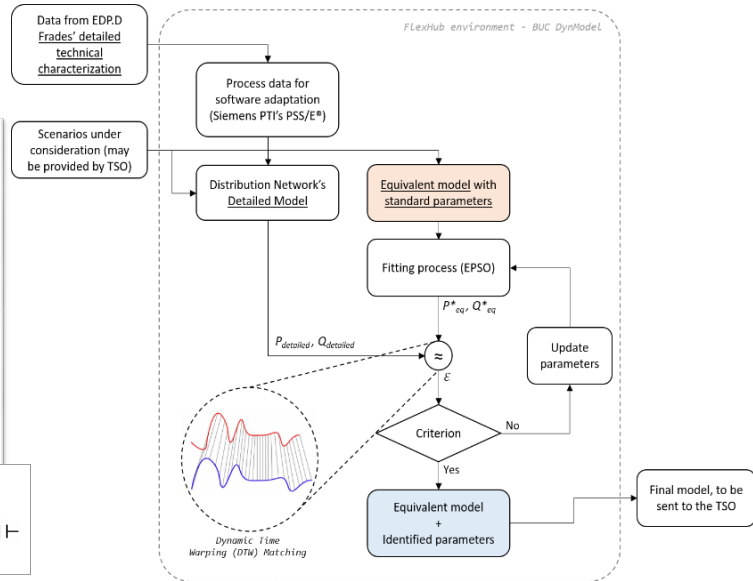 FlexHub environment - BUC DynModel
Data from EDP.D
Frades' detailed
technical
characterization
Process data for
software adaptation
(Siemens PTI's PSS/E®)
Scenarios under
consideration (may
be provided by TSO)
Distribution Network's
Detailed Model
Equivalent model with
standard parameters
Fitting process (EPSO)
P*eq, Q*eq
Pdetailed, Qdetailed
Update
parameters
≈
ε
Criterion
No
Yes
Equivalent model
+
Identified parameters
Final model, to be
sent to the TSO
Dynamic Time
Warping (DTW) Matching